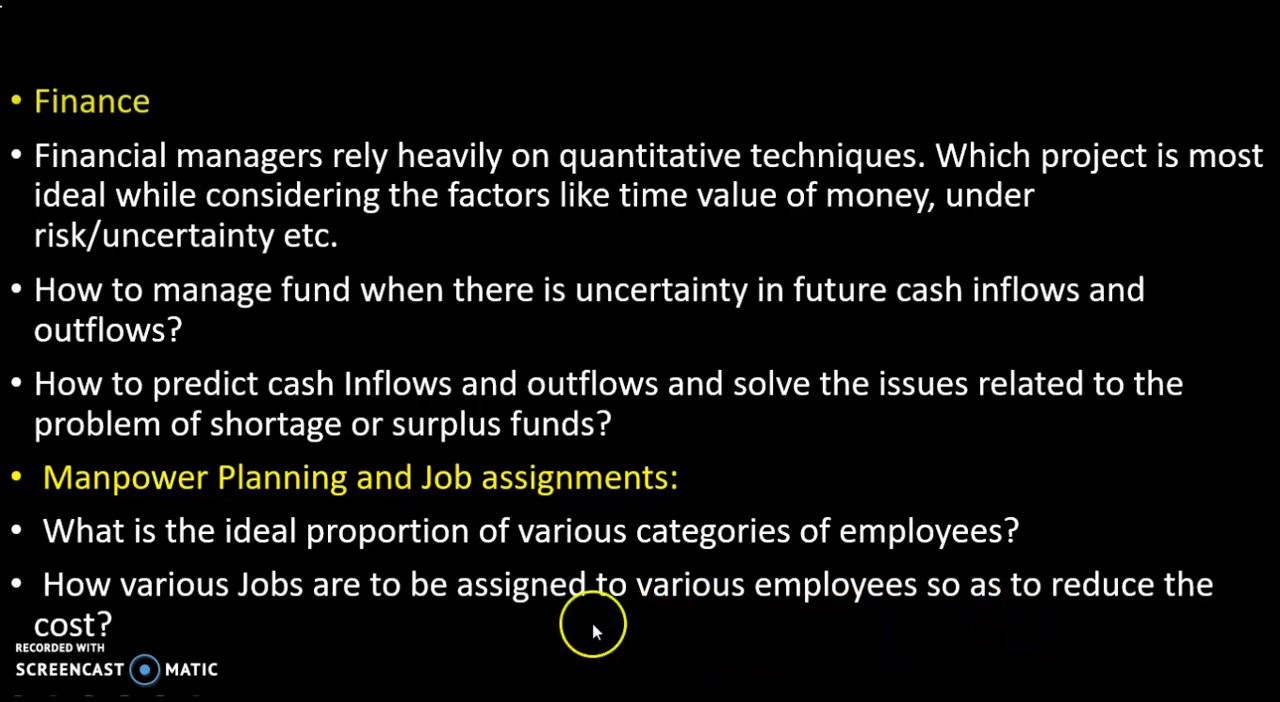 • Finance
• Financial managers rely heavily on quantitative techniques. Which project is most
ideal while considering the factors like time value of money, under
risk/uncertainty etc.
• How to manage fund when there is uncertainty in future cash inflows and
outflows?
• How to predict cash Inflows and outflows and solve the issues related to the
problem of shortage or surplus funds?
• Manpower Planning and Job assignments:
• What is the ideal proportion of various categories of employees?
• How various Jobs are to be assigned to various employees so as to reduce the
cost?
RECORDED WITH
SCREENCAST MATIC